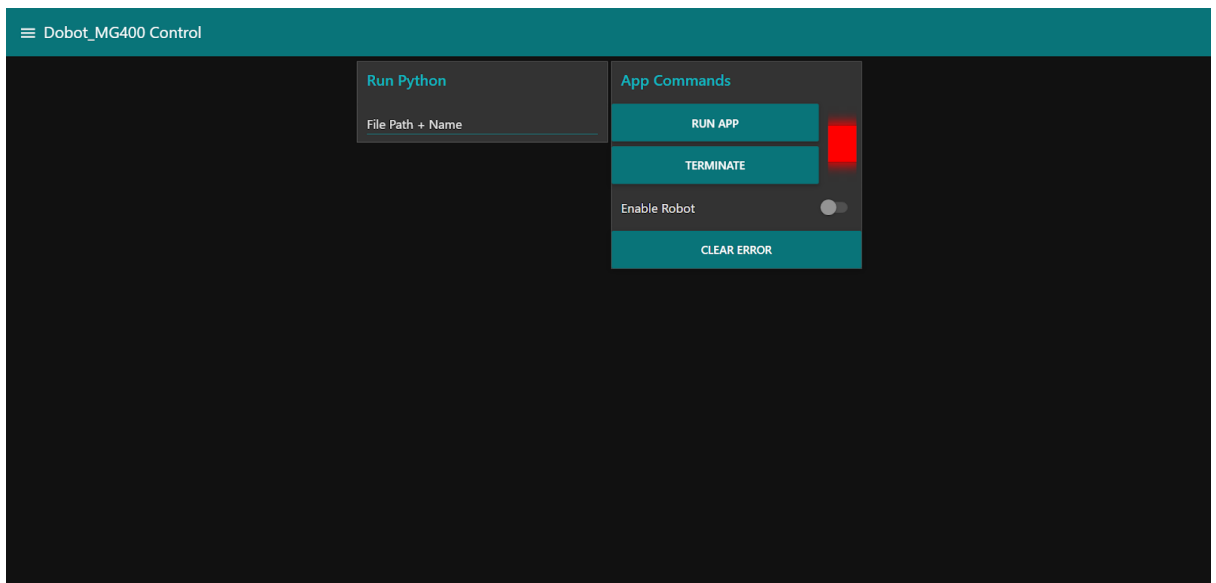 Dobot_MG400 Control
Run Python
File Path + Name
App Commands
RUN APP
TERMINATE
Enable Robot
CLEAR ERROR